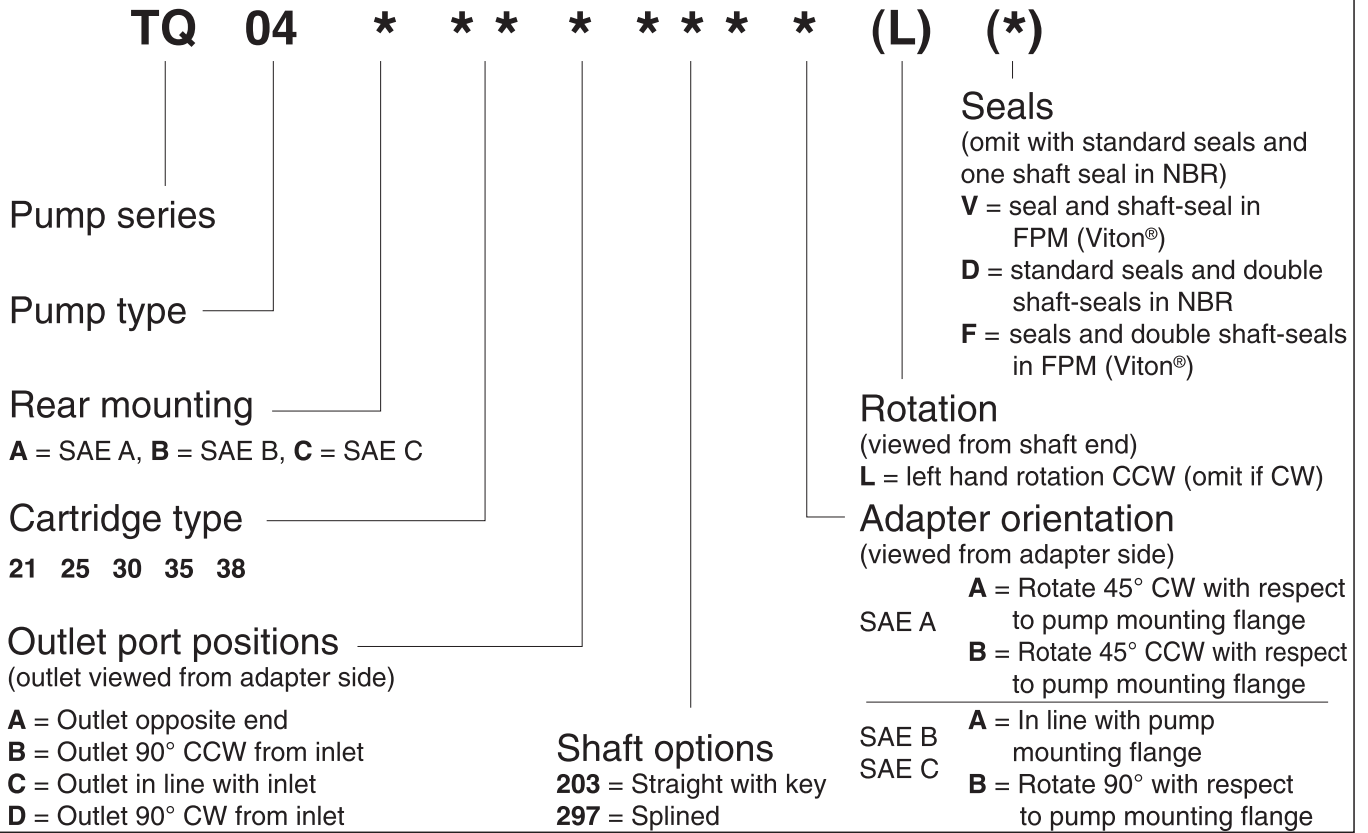 TQ 04 * * * * * * * * (L) (*)
Pump series
Pump type
Rear mounting
A = SAE A, B = SAE B, C = SAE C
Cartridge type
21 25 30 35 38
Outlet port positions
(outlet viewed from adapter side)
A = Outlet opposite end
B = Outlet 90° CCW from inlet
C = Outlet in line with inlet
D = Outlet 90° CW from inlet
Shaft options
203 = Straight with key
297 = Splined
Seals
(omit with standard seals and
one shaft seal in NBR)
V = seal and shaft-seal in
FPM (Viton®)
D = standard seals and double
shaft-seals in NBR
F = seals and double shaft-seals
in FPM (Viton®)
Rotation
(viewed from shaft end)
L = left hand rotation CCW (omit if CW)
Adapter orientation
(viewed from adapter side)
SAE A
A = Rotate 45° CW with respect
to pump mounting flange
B = Rotate 45° CCW with respect
to pump mounting flange
SAE B
SAE C
A = In line with pump
mounting flange
B = Rotate 90° with respect
to pump mounting flange